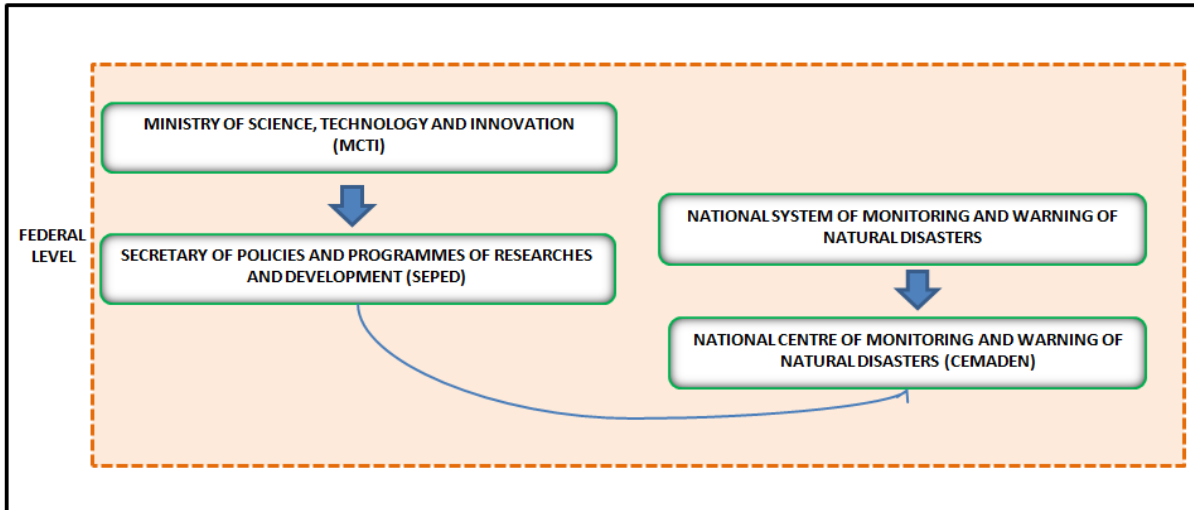 MINISTRY OF SCIENCE, TECHNOLOGY AND INNOVATION
(MCTI)
FEDERAL
LEVEL
SECRETARY OF POLICIES AND PROGRAMMES OF RESEARCHES
AND DEVELOPMENT (SEPED)
NATIONAL SYSTEM OF MONITORING AND WARNING OF
NATURAL DISASTERS
NATIONAL CENTRE OF MONITORING AND WARNING OF
NATURAL DISASTERS (CEMADEN)